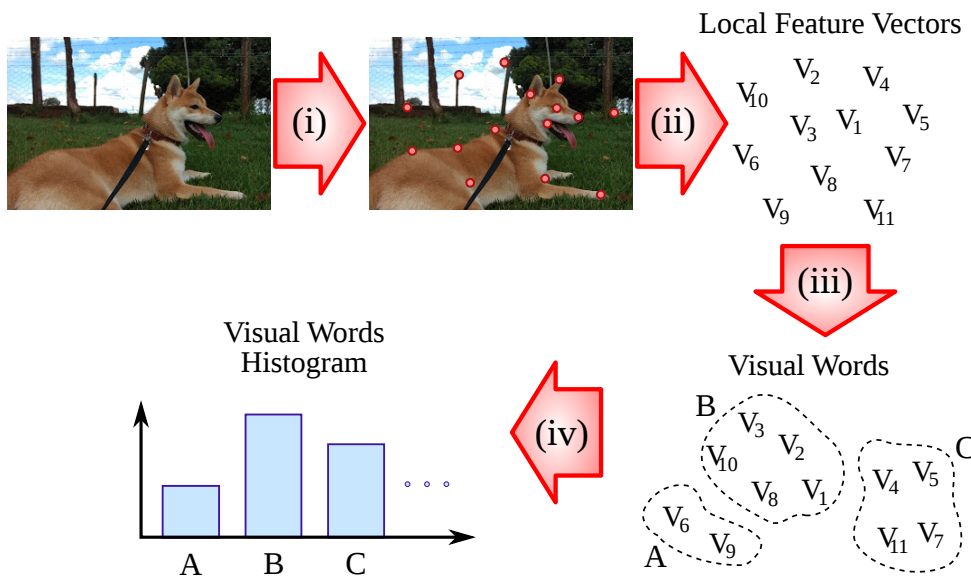 Local Feature Vectors
(i)
(ii)
V2
V4
V10
V3
V1
V5
V6
V8
V7
V9
V11
(iii)
Visual Words
Histogram
Visual Words
(iv)
B
V3
V2
V10
V8
V1
C
V4
V5
V11
V7
V6
V9
A
A
B
C